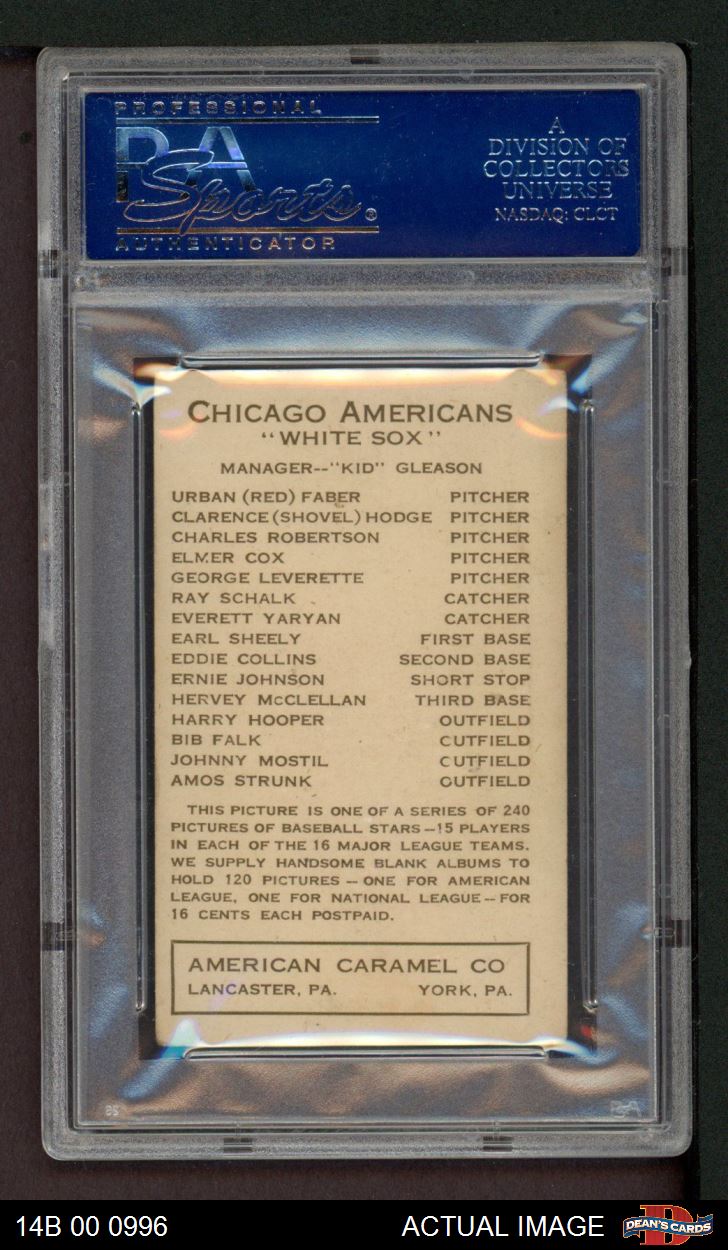 PROFESSIONAL
PSA
Sports®
AUTHENTICATOR
A
DIVISION OF
COLLECTORS
UNIVERSE
NASDAQ: CLCT
CHICAGO AMERICANS
"WHITE SOX"
MANAGER--"KID" GLEASON
URBAN (RED) FABER PITCHER
CLARENCE (SHOVEL) HODGE PITCHER
CHARLES ROBERTSON PITCHER
ELMER COX PITCHER
GEORGE LEVERETTE PITCHER
RAY SCHALK CATCHER
EVERETT YARYAN CATCHER
EARL SHEELY FIRST BASE
EDDIE COLLINS SECOND BASE
ERNIE JOHNSON SHORT STOP
HERVEY McCLELLAN THIRD BASE
HARRY HOOPER OUTFIELD
BIB FALK OUTFIELD
JOHNNY MOSTIL OUTFIELD
AMOS STRUNK OUTFIELD
THIS PICTURE IS ONE OF A SERIES OF 240
PICTURES OF BASEBALL STARS--15 PLAYERS
IN EACH OF THE 16 MAJOR LEAGUE TEAMS.
WE SUPPLY HANDSOME BLANK ALBUMS TO
HOLD 120 PICTURES -- ONE FOR AMERICAN
LEAGUE, ONE FOR NATIONAL LEAGUE -- FOR
16 CENTS EACH POSTPAID.
AMERICAN CARAMEL CO
LANCASTER, PA. YORK, PA.
PSA
14B 00 0996 ACTUAL IMAGE DEAN'S CARDS